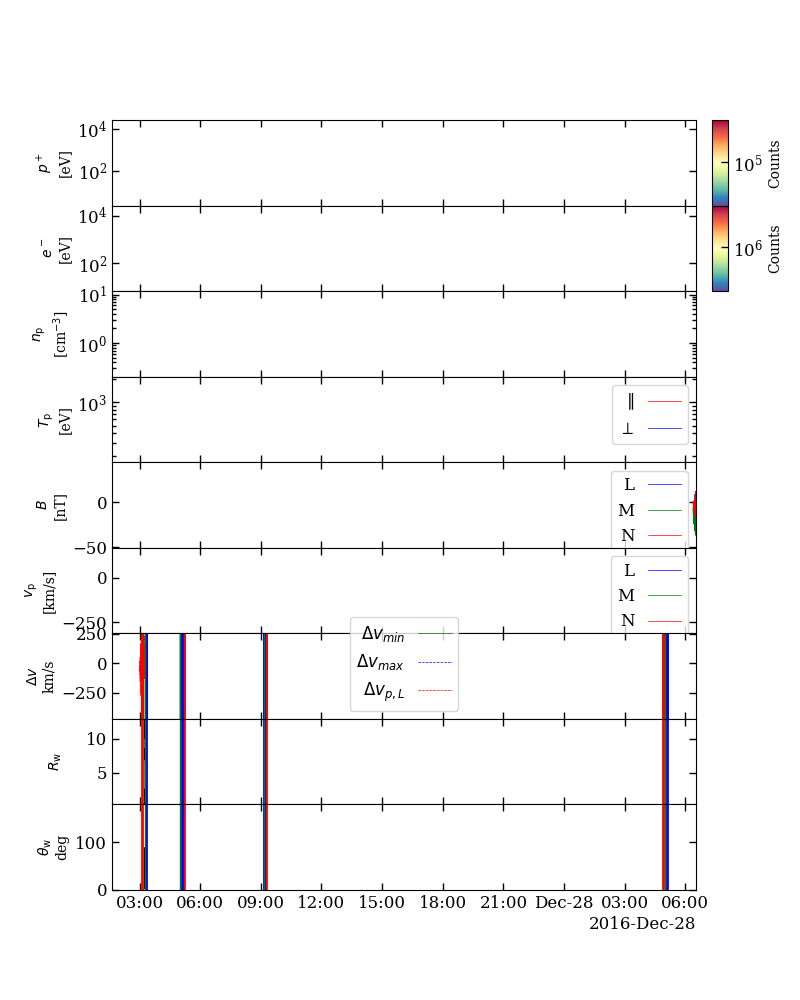 10^4
10^2
p^+
[eV]
10^5
Counts
10^4
10^2
e^−
[eV]
10^6
Counts
10^1
10^0
n_p
[cm^−3]
10^3
T_p
[eV]
∥
⊥
0
−50
B
[nT]
L
M
N
0
−250
v_p
[km/s]
L
M
N
250
0
−250
Δv
km/s
Δv_min
Δv_max
Δv_p,L
10
5
R_w
100
0
θ_w
deg
03:00 06:00 09:00 12:00 15:00 18:00 21:00 Dec-28 03:00 06:00
2016-Dec-28